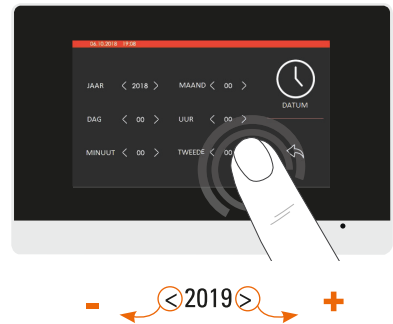 06.10.2018 19:08
JAAR < 2018 > MAAND < 00 >
DATUM
DAG < 00 > UUR < 00 >
MINUUT < 00 > TWEEDE < 00
- < 2019 > +